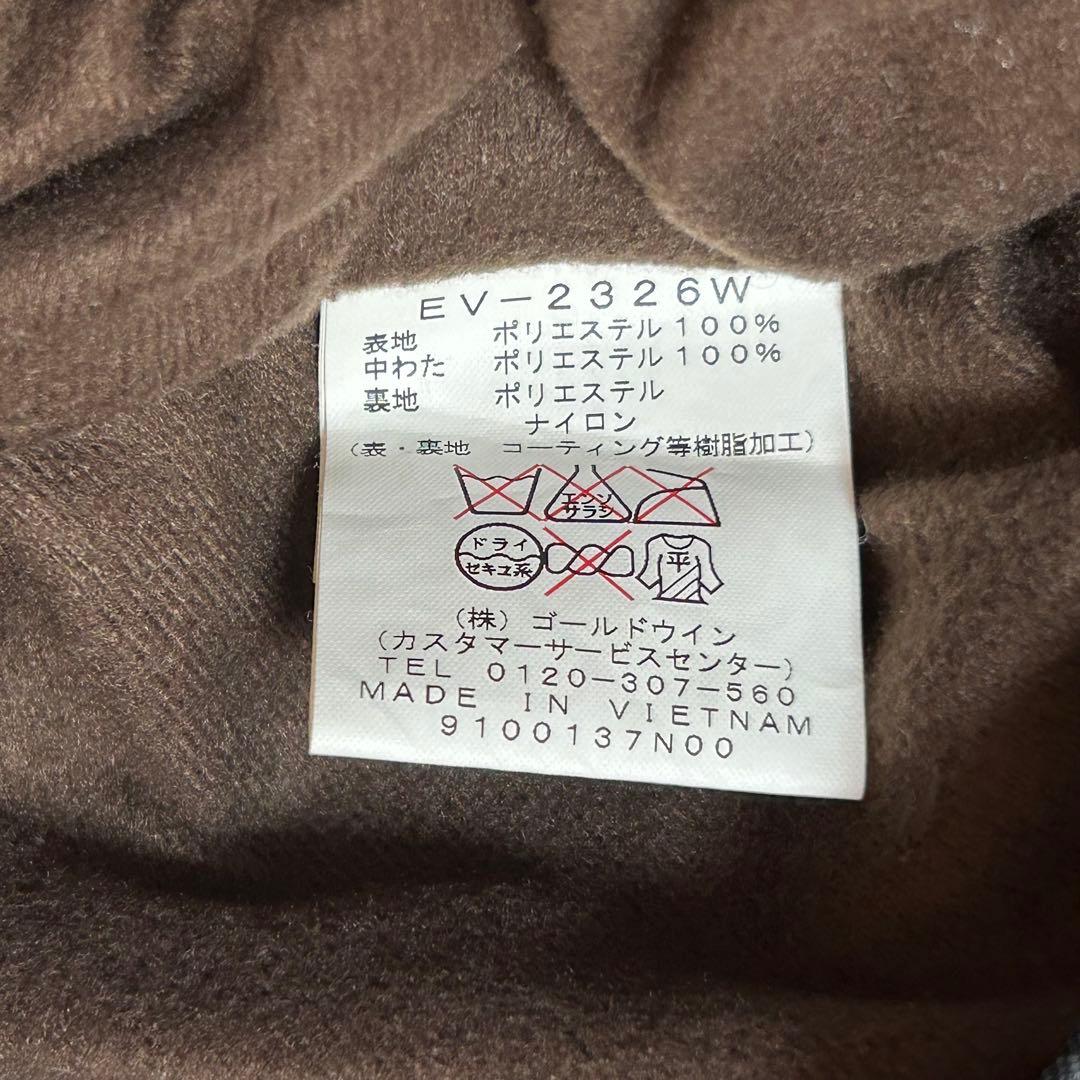 EV-2326W
表地 ポリエステル100%
中わた ポリエステル100%
裏地 ポリエステル
ナイロン
(表・裏地 コーティング等樹脂加工)
エンソ
サラシ
ドライ
セキユ系
平
(株)ゴールドウイン
(カスタマーサービスセンター)
TEL 0120-307-560
MADE IN VIETNAM
9100137N00